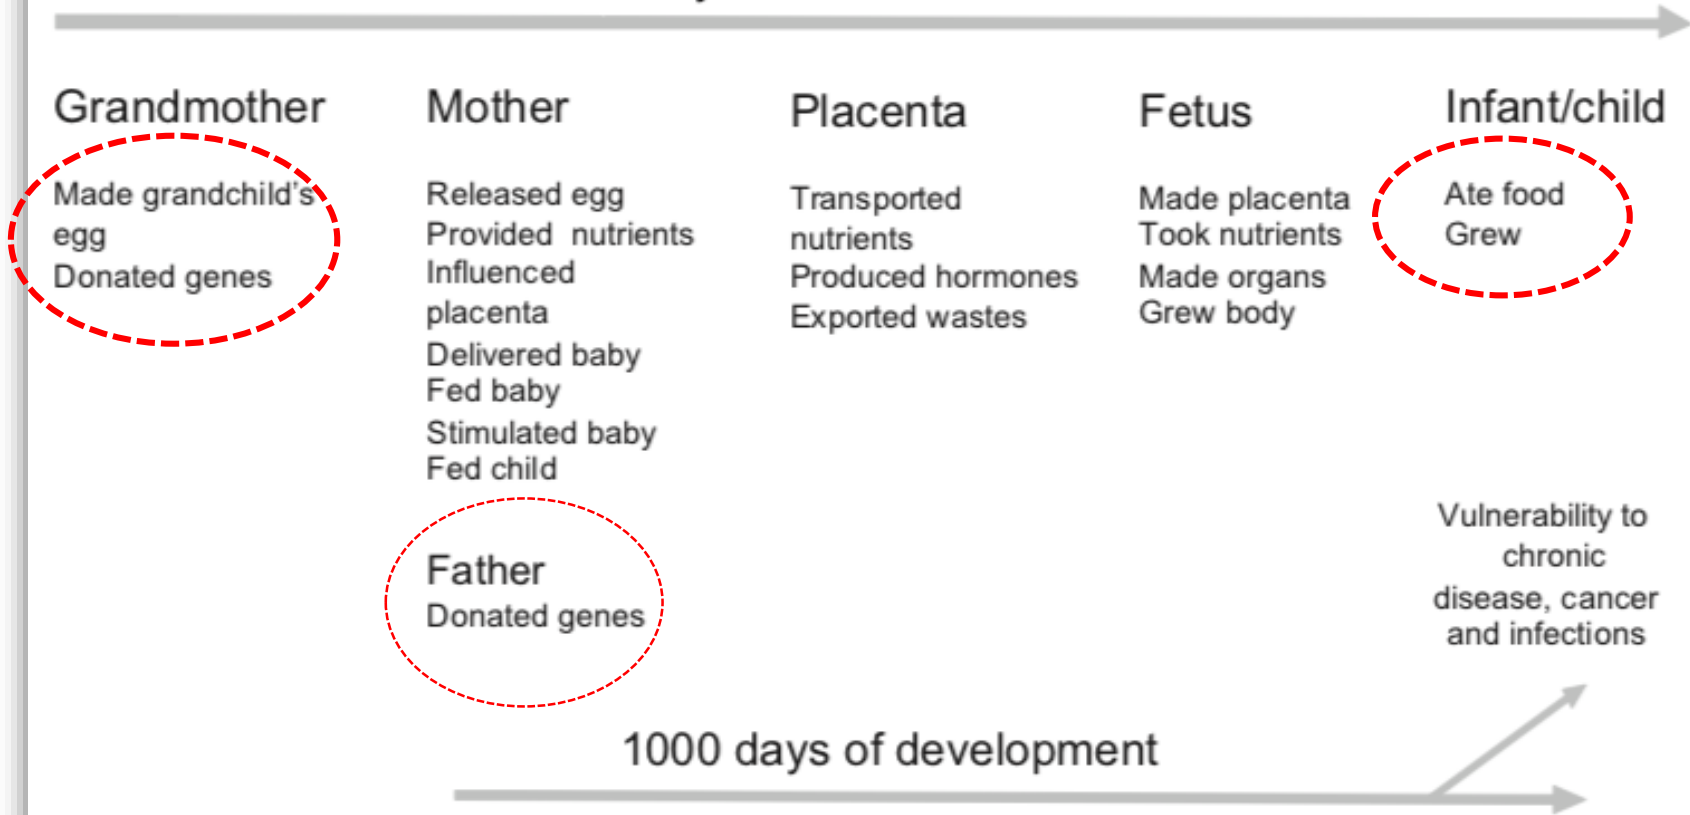 Grandmother
Made grandchild's
egg
Donated genes
Mother
Released egg
Provided nutrients
Influenced
placenta
Delivered baby
Fed baby
Stimulated baby
Fed child
Father
Donated genes
Placenta
Transported
nutrients
Produced hormones
Exported wastes
Fetus
Made placenta
Took nutrients
Made organs
Grew body
Infant/child
Ate food
Grew
Vulnerability to
chronic
disease, cancer
and infections
1000 days of development